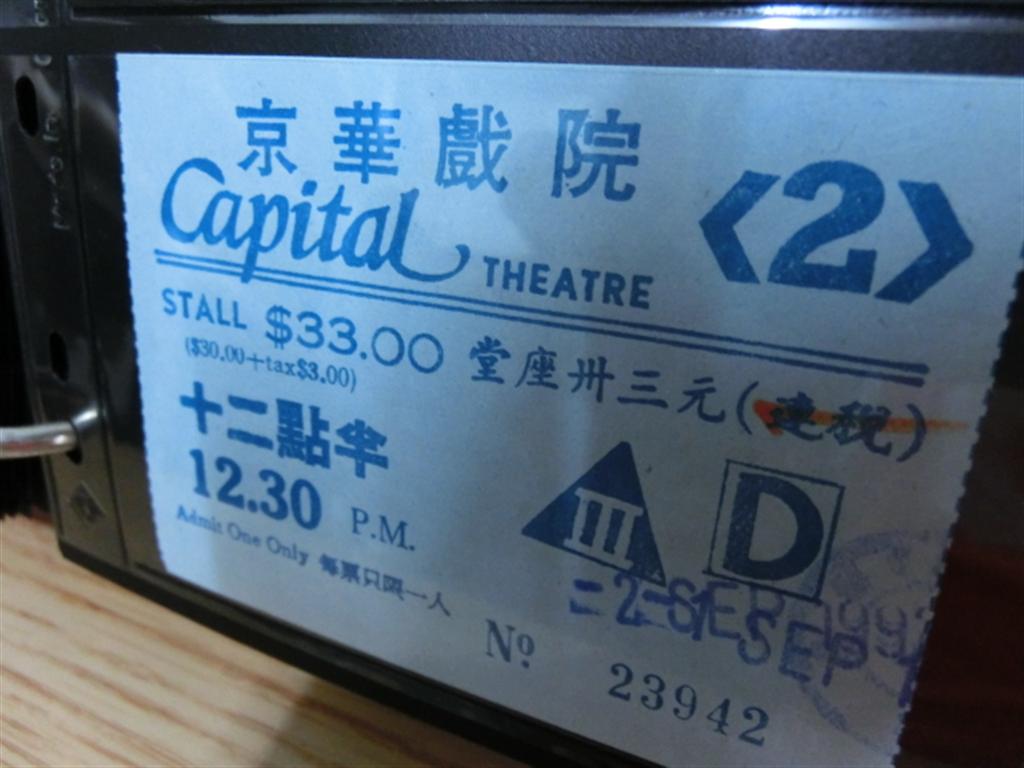 京華戲院
Capital THEATRE
<2>
STALL $33.00 堂座卅三元(連稅)
($30.00+tax$3.00)
十二點半
12.30 P.M.
III D
Admit One Only 每票只限一人
-2 SEP 1992
SEP
Nº 23942